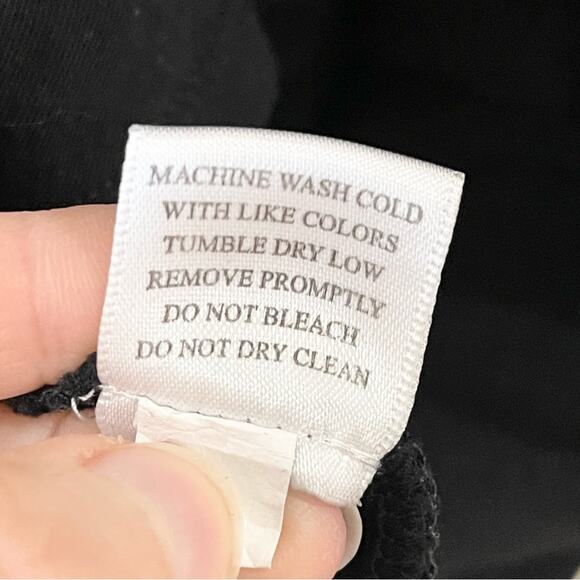 MACHINE WASH COLD
WITH LIKE COLORS
TUMBLE DRY LOW
REMOVE PROMPTLY
DO NOT BLEACH
DO NOT DRY CLEAN